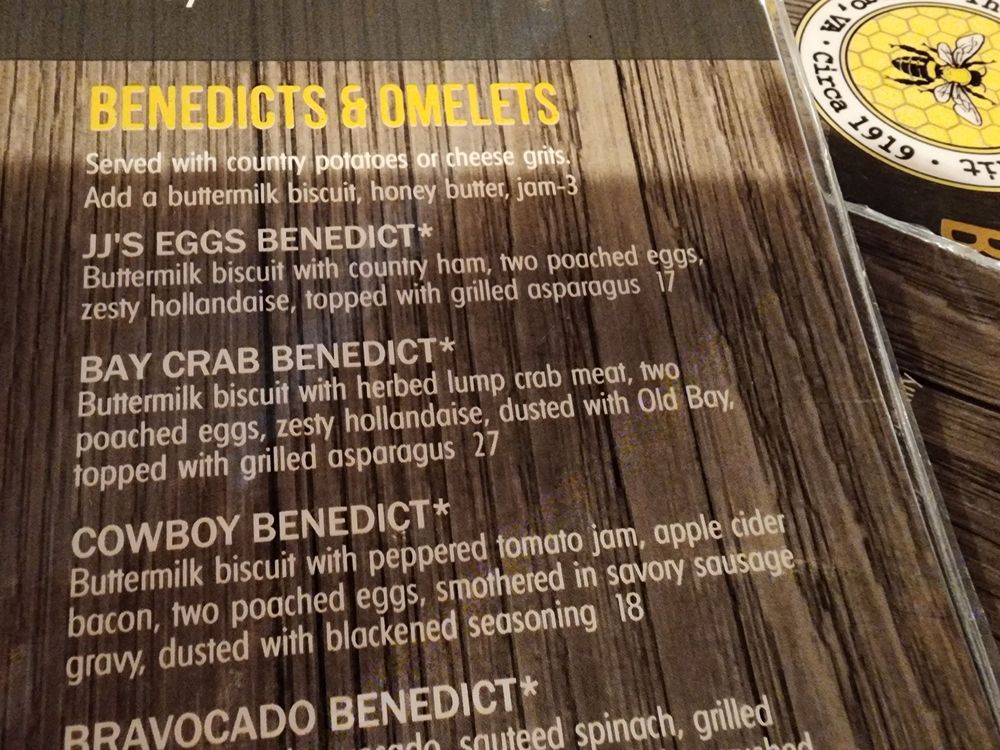 BENEDICTS & OMELETS
Served with country potatoes or cheese grits.
Add a buttermilk biscuit, honey butter, jam-3
JJ'S EGGS BENEDICT*
Buttermilk biscuit with country ham, two poached eggs,
zesty hollandaise, topped with grilled asparagus 17
BAY CRAB BENEDICT*
Buttermilk biscuit with herbed lump crab meat, two
poached eggs, zesty hollandaise, dusted with Old Bay,
topped with grilled asparagus 27
COWBOY BENEDICT*
Buttermilk biscuit with peppered tomato jam, apple cider
bacon, two poached eggs, smothered in savory sausage
gravy, dusted with blackened seasoning 18
BRAVOCADO BENEDICT*
sauteed spinach, grilled
VA • Circa 1919 •